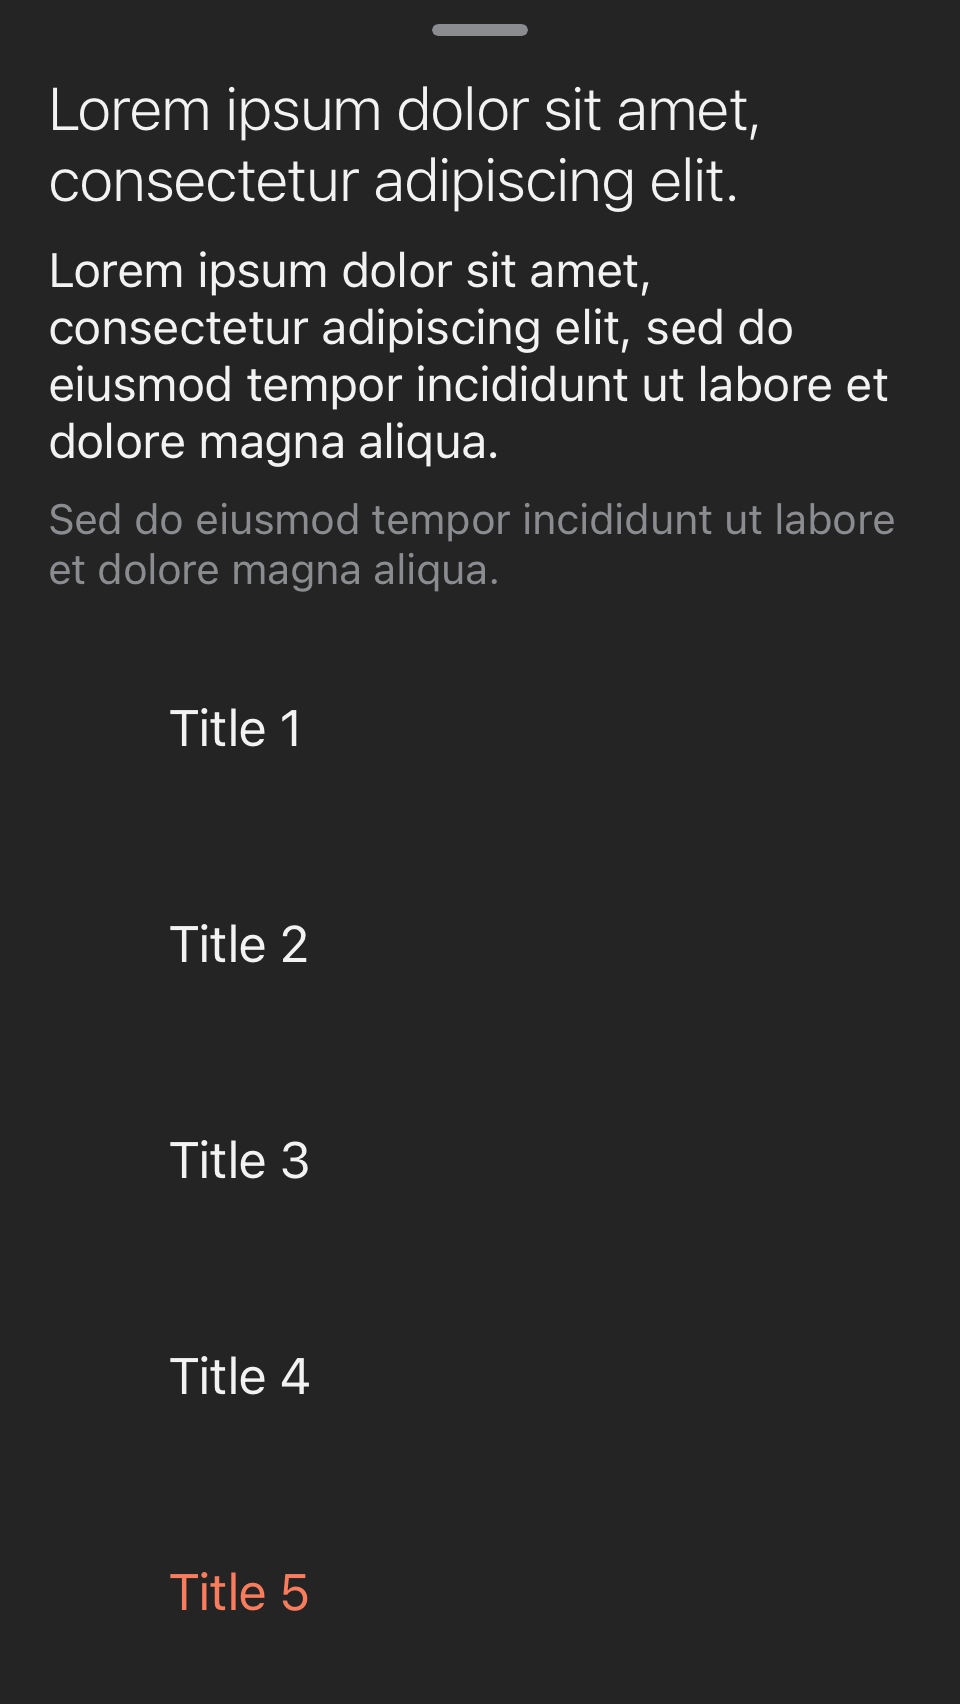 Lorem ipsum dolor sit amet,
consectetur adipiscing elit.
Lorem ipsum dolor sit amet,
consectetur adipiscing elit, sed do
eiusmod tempor incididunt ut labore et
dolore magna aliqua.
Sed do eiusmod tempor incididunt ut labore
et dolore magna aliqua.
Title 1
Title 2
Title 3
Title 4
Title 5